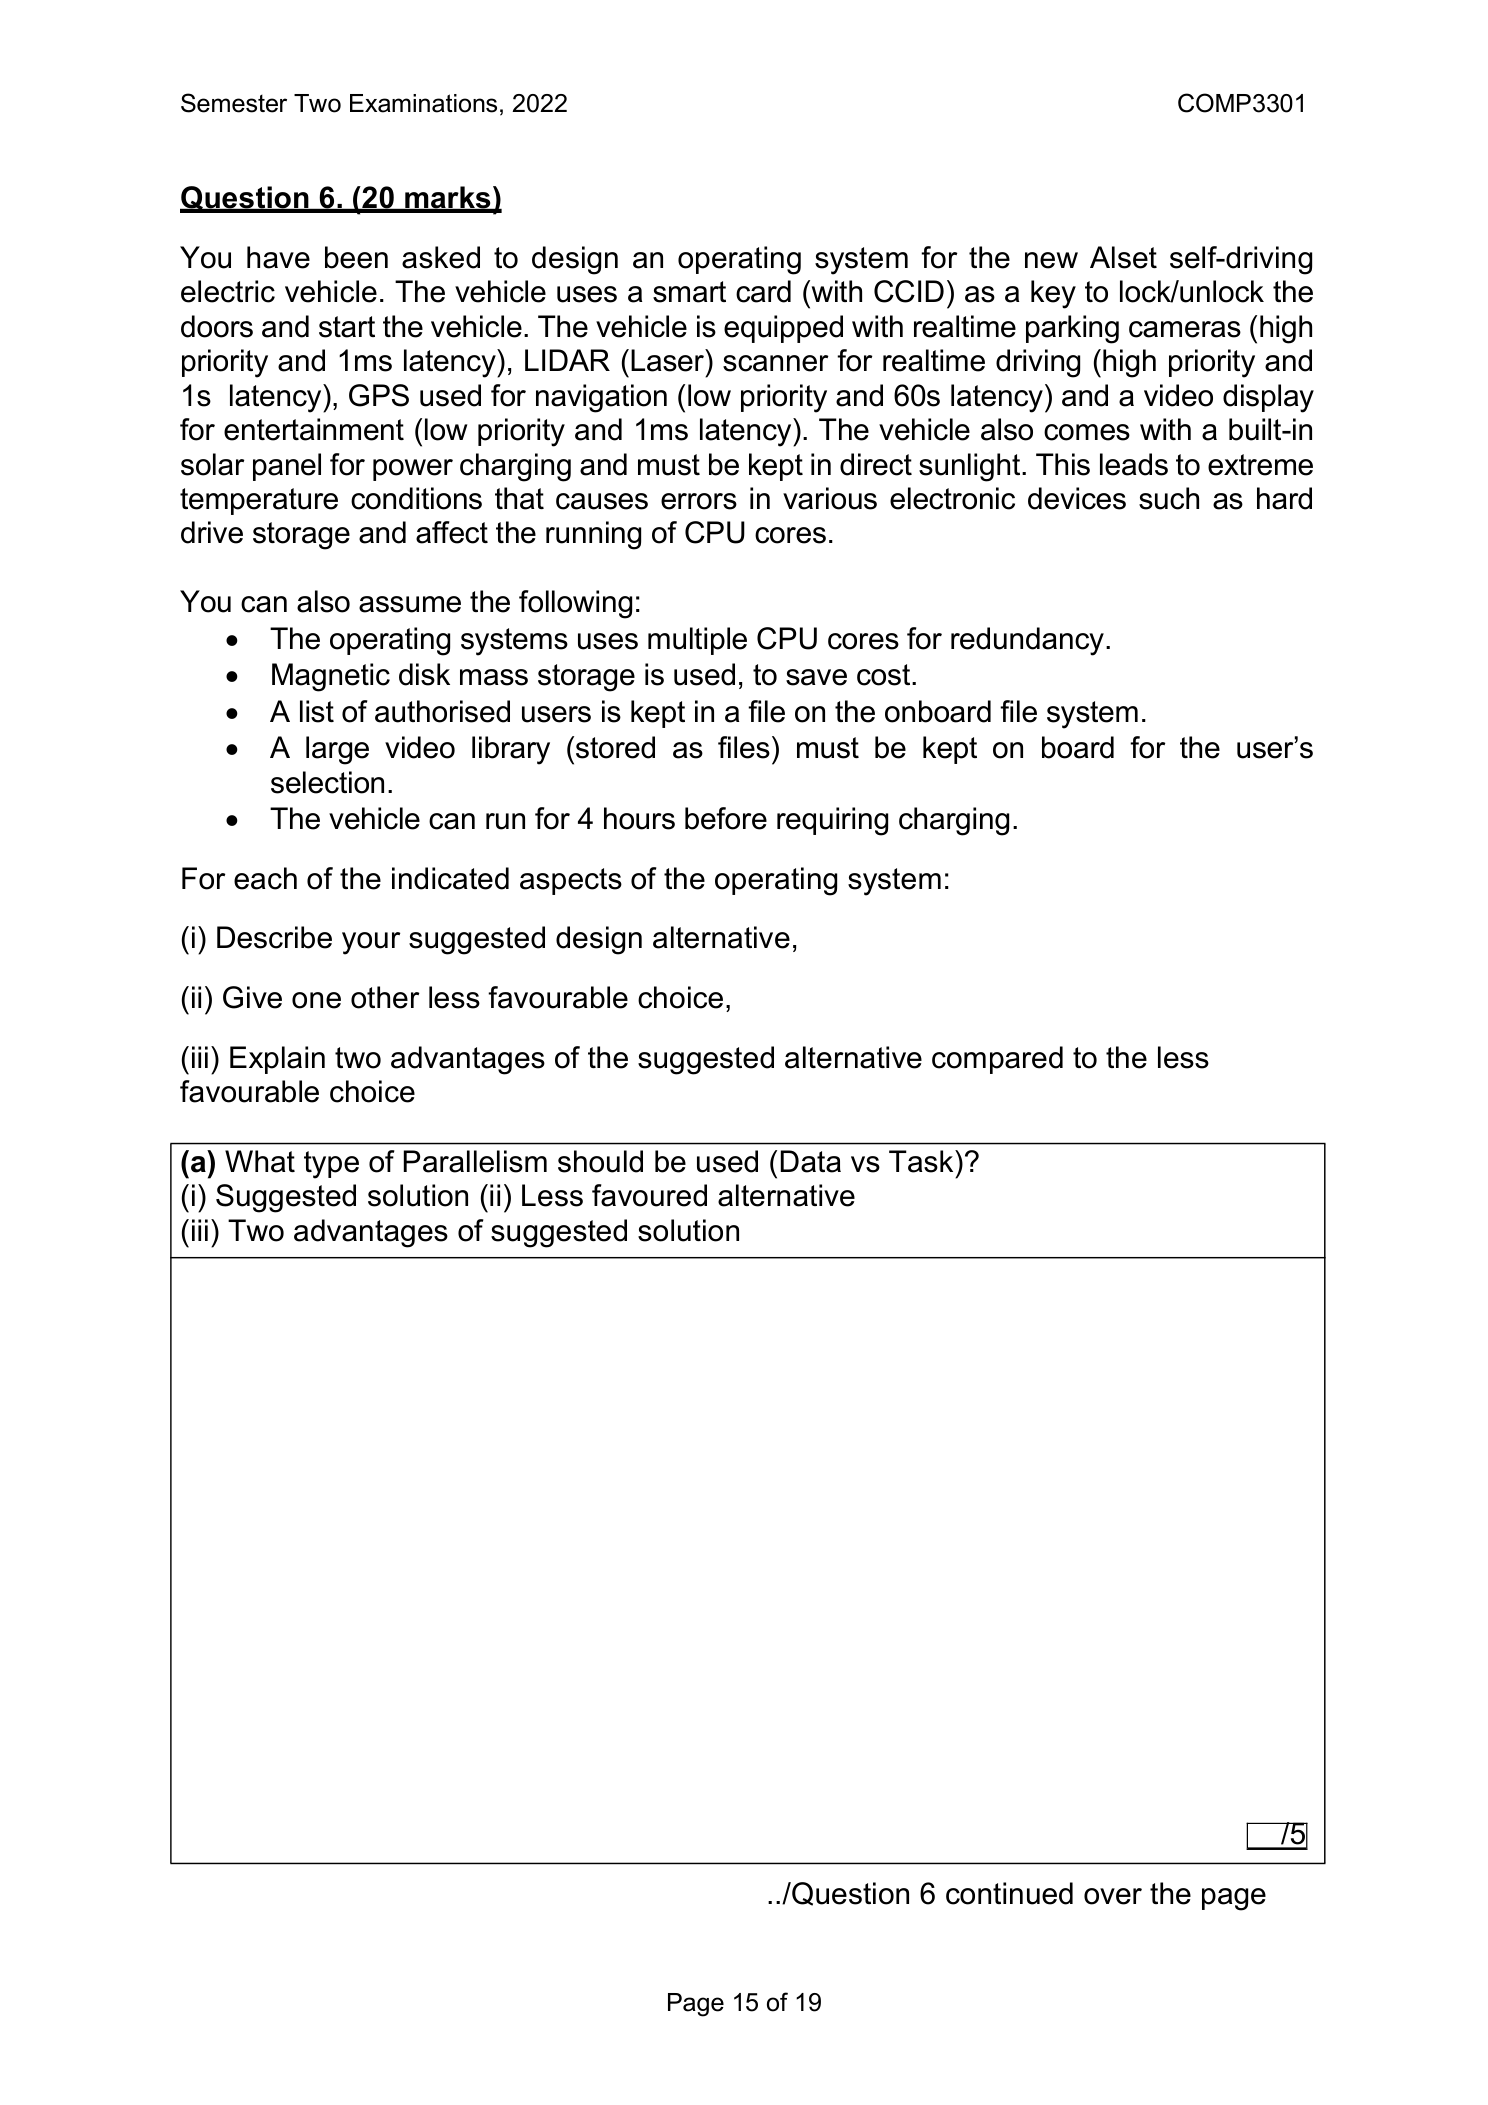 Semester Two Examinations, 2022 COMP3301
Question 6. (20 marks)
You have been asked to design an operating system for the new Alset self-driving
electric vehicle. The vehicle uses a smart card (with CCID) as a key to lock/unlock the
doors and start the vehicle. The vehicle is equipped with realtime parking cameras (high
priority and 1ms latency), LIDAR (Laser) scanner for realtime driving (high priority and
1s latency), GPS used for navigation (low priority and 60s latency) and a video display
for entertainment (low priority and 1ms latency). The vehicle also comes with a built-in
solar panel for power charging and must be kept in direct sunlight. This leads to extreme
temperature conditions that causes errors in various electronic devices such as hard
drive storage and affect the running of CPU cores.
You can also assume the following:
• The operating systems uses multiple CPU cores for redundancy.
• Magnetic disk mass storage is used, to save cost.
• A list of authorised users is kept in a file on the onboard file system.
• A large video library (stored as files) must be kept on board for the user’s
selection.
• The vehicle can run for 4 hours before requiring charging.
For each of the indicated aspects of the operating system:
(i) Describe your suggested design alternative,
(ii) Give one other less favourable choice,
(iii) Explain two advantages of the suggested alternative compared to the less
favourable choice
(a) What type of Parallelism should be used (Data vs Task)?
(i) Suggested solution (ii) Less favoured alternative
(iii) Two advantages of suggested solution
/5
../Question 6 continued over the page
Page 15 of 19